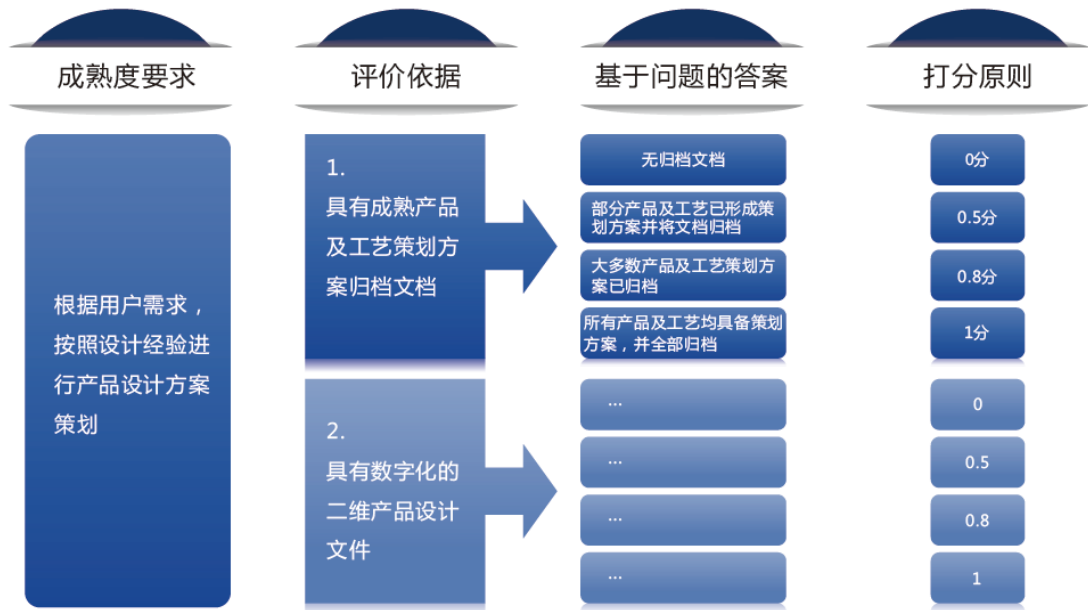 成熟度要求
评价依据
基于问题的答案
打分原则
根据用户需求，
按照设计经验进
行产品设计方案
策划
1.
具有成熟产品
及工艺策划方
案归档文档
无归档文档
0分
部分产品及工艺已形成策
划方案并将文档归档
0.5分
大多数产品及工艺策划方
案已归档
0.8分
所有产品及工艺均具备策划
方案，并全部归档
1分
2.
具有数字化的
二维产品设计
文件
...
0
...
0.5
...
0.8
...
1